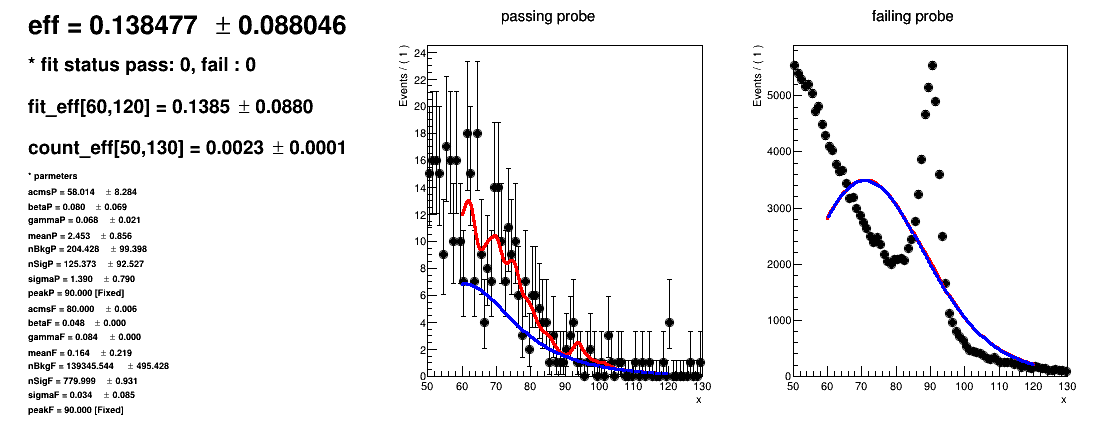 eff = 0.138477 ± 0.088046
* fit status pass: 0, fail : 0
fit_eff[60,120] = 0.1385 ± 0.0880
count_eff[50,130] = 0.0023 ± 0.0001
* parmeters
acmsP = 58.014 ± 8.284
betaP = 0.080 ± 0.069
gammaP = 0.068 ± 0.021
meanP = 2.453 ± 0.856
nBkgP = 204.428 ± 99.398
nSigP = 125.373 ± 92.527
sigmaP = 1.390 ± 0.790
peakP = 90.000 [Fixed]
acmsF = 80.000 ± 0.006
betaF = 0.048 ± 0.000
gammaF = 0.084 ± 0.000
meanF = 0.164 ± 0.219
nBkgF = 139345.544 ± 495.428
nSigF = 779.999 ± 0.931
sigmaF = 0.034 ± 0.085
peakF = 90.000 [Fixed]
passing probe
Events / ( 1 )
24
22
20
18
16
14
12
10
8
6
4
2
0
50 60 70 80 90 100 110 120 130
x
failing probe
Events / ( 1 )
5000
4000
3000
2000
1000
0
50 60 70 80 90 100 110 120 130
x